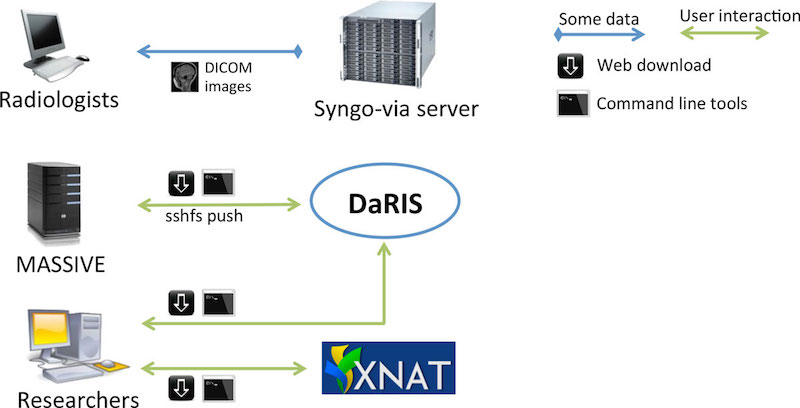 Some data
User interaction
DICOM
images
Web download
Radiologists
Syngo-via server
Command line tools
sshfs push
DaRIS
MASSIVE
XNAT
Researchers